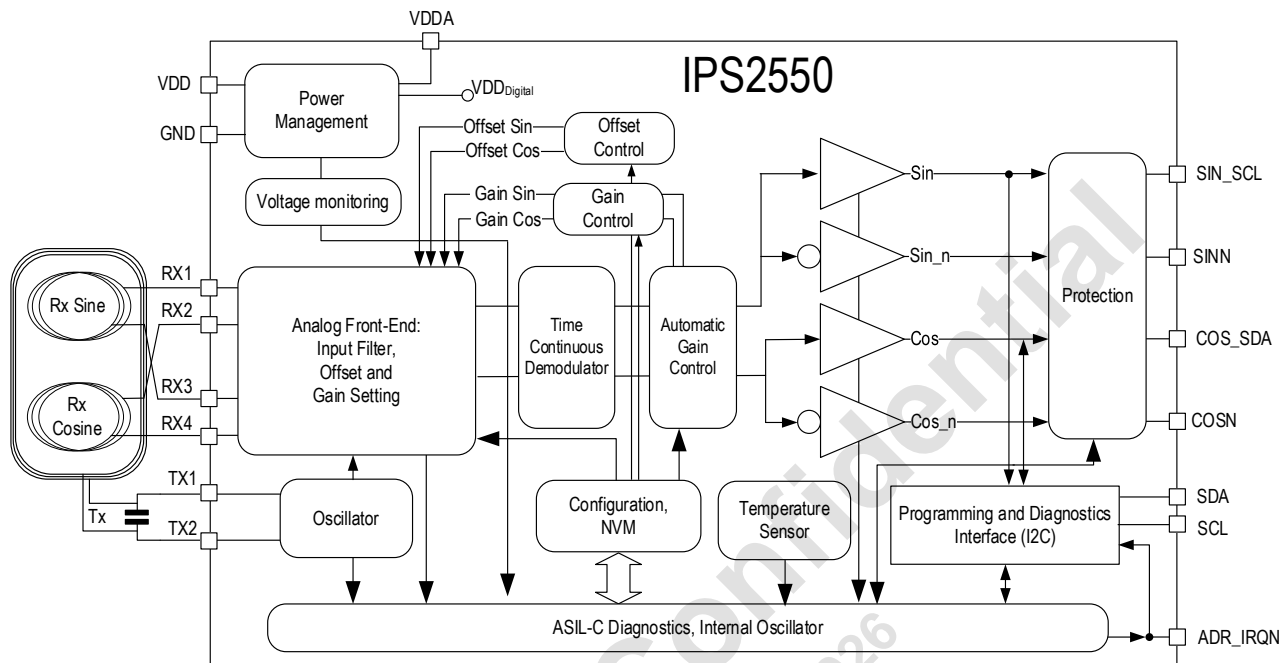 VDDA
IPS2550
VDD
GND
Power
Management
VDDDigital
Offset Sin
Offset Cos
Offset
Control
Voltage monitoring
Gain Sin
Gain Cos
Gain
Control
Sin
SIN_SCL
Sin_n
SINN
Protection
RX1
RX2
RX3
RX4
Rx Sine
Rx
Cosine
Analog Front-End:
Input Filter,
Offset and
Gain Setting
Time
Continuous
Demodulator
Automatic
Gain
Control
Cos
COS_SDA
Cos_n
COSN
TX1
Tx
TX2
Oscillator
Configuration,
NVM
Temperature
Sensor
Programming and Diagnostics
Interface (I2C)
SDA
SCL
ASIL-C Diagnostics, Internal Oscillator
ADR_IRQN
Confidential